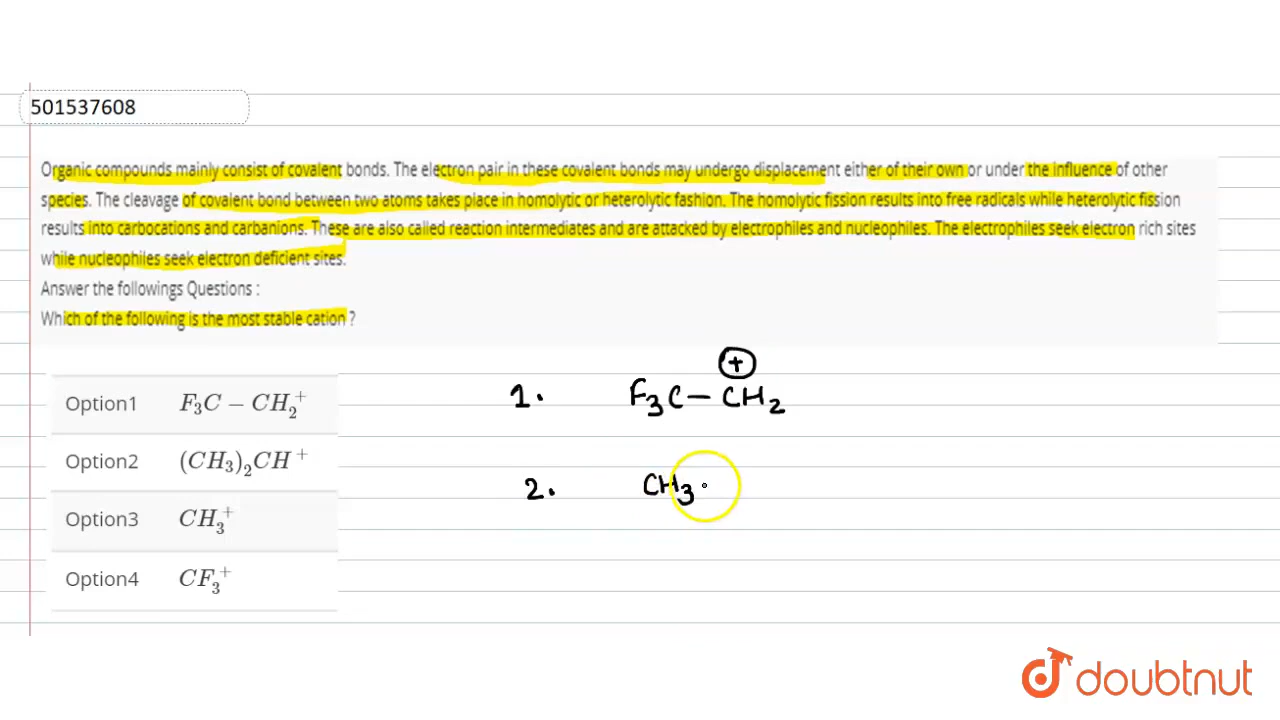 501537608
Organic compounds mainly consist of covalent bonds. The electron pair in these covalent bonds may undergo displacement either of their own or under the influence of other
species. The cleavage of covalent bond between two atoms takes place in homolytic or heterolytic fashion. The homolytic fission results into free radicals while heterolytic fission
results into carbocations and carbanions. These are also called reaction intermediates and are attacked by electrophiles and nucleophiles. The electrophiles seek electron rich sites
while nucleophiles seek electron deficient sites.
Answer the followings Questions :
Which of the following is the most stable cation ?
Option1 F₃C − CH₂⁺
Option2 (CH₃)₂CH⁺
Option3 CH₃⁺
Option4 CF₃⁺
1. F₃C − C⁺H₂
2. CH₃
doubtnut